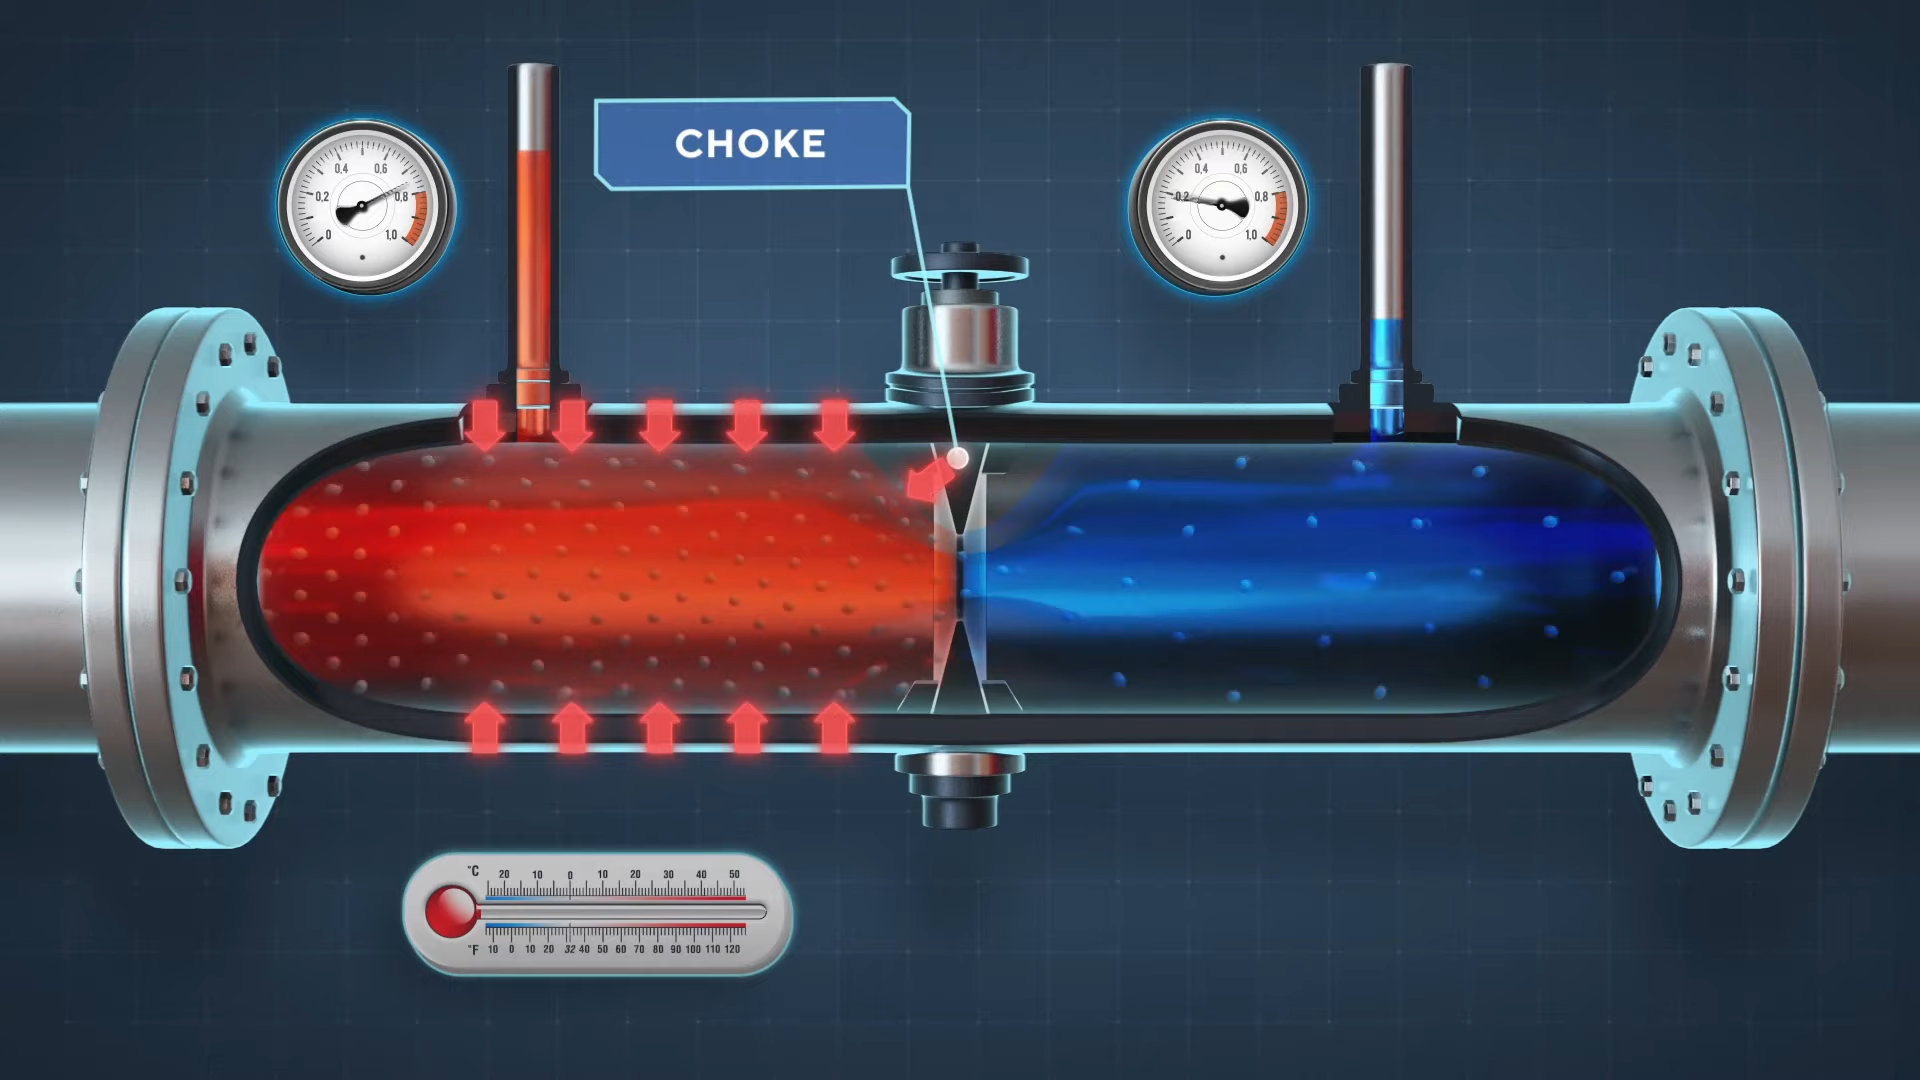 CHOKE
0,4 0,6
0,2 0,8
0 1,0
0,4 0,6
0,2 0,8
0 1,0
°C 20 10 0 10 20 30 40 50
°F 10 0 10 20 32 40 50 60 70 80 90 100 110 120